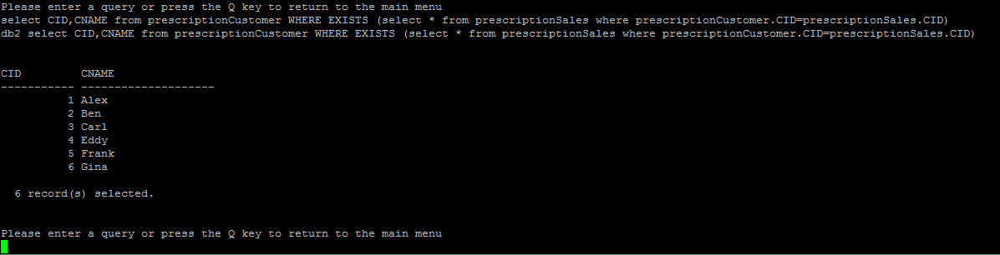 Please enter a query or press the Q key to return to the main menu
select CID,CNAME from prescriptionCustomer WHERE EXISTS (select * from prescriptionSales where prescriptionCustomer.CID=prescriptionSales.CID)
db2 select CID,CNAME from prescriptionCustomer WHERE EXISTS (select * from prescriptionSales where prescriptionCustomer.CID=prescriptionSales.CID)
CID         CNAME
----------- --------------------
          1 Alex
          2 Ben
          3 Carl
          4 Eddy
          5 Frank
          6 Gina
  6 record(s) selected.
Please enter a query or press the Q key to return to the main menu